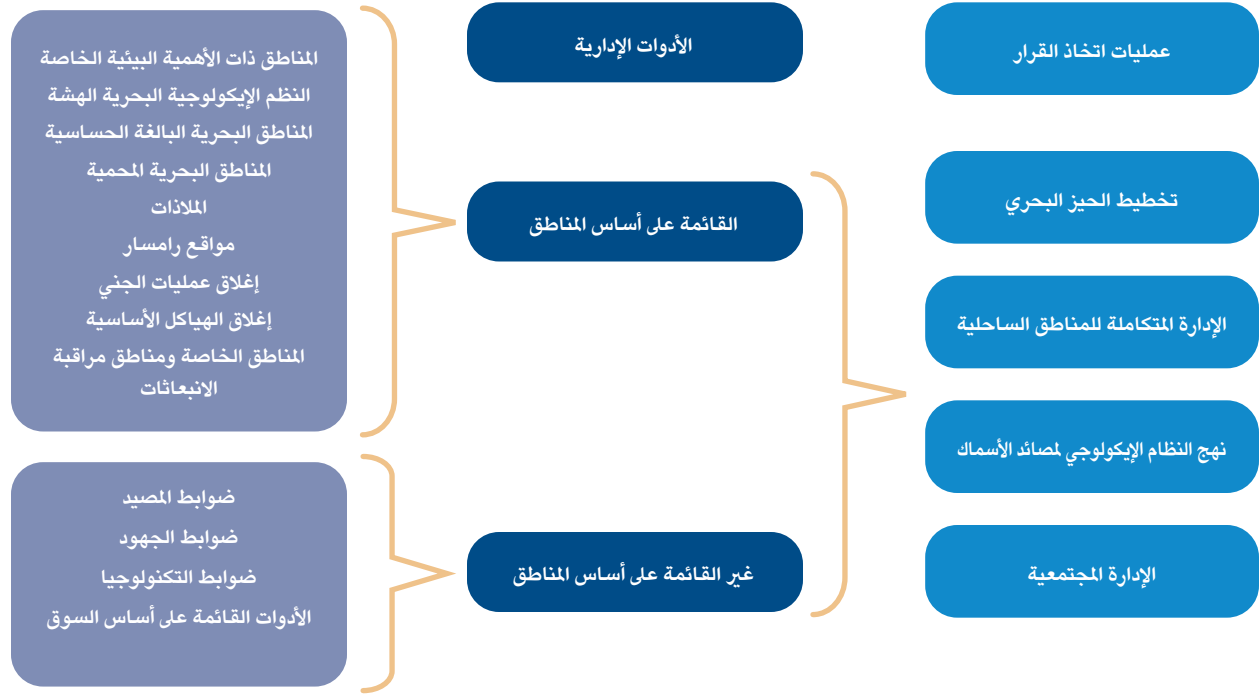 عمليات اتخاذ القرار
تخطيط الحيز البحري
الإدارة المتكاملة للمناطق الساحلية
نهج النظام الإيكولوجي لمصائد الأسماك
الإدارة المجتمعية
الأدوات الإدارية
القائمة على أساس المناطق
غير القائمة على أساس المناطق
المناطق ذات الأهمية البيئية الخاصة
النظم الإيكولوجية البحرية الهشة
المناطق البحرية البالغة الحساسية
المناطق البحرية المحمية
الملاذات
مواقع رامسار
إغلاق عمليات الجني
إغلاق الهياكل الأساسية
المناطق الخاصة ومناطق مراقبة
الانبعاثات
ضوابط المصيد
ضوابط الجهود
ضوابط التكنولوجيا
الأدوات القائمة على أساس السوق